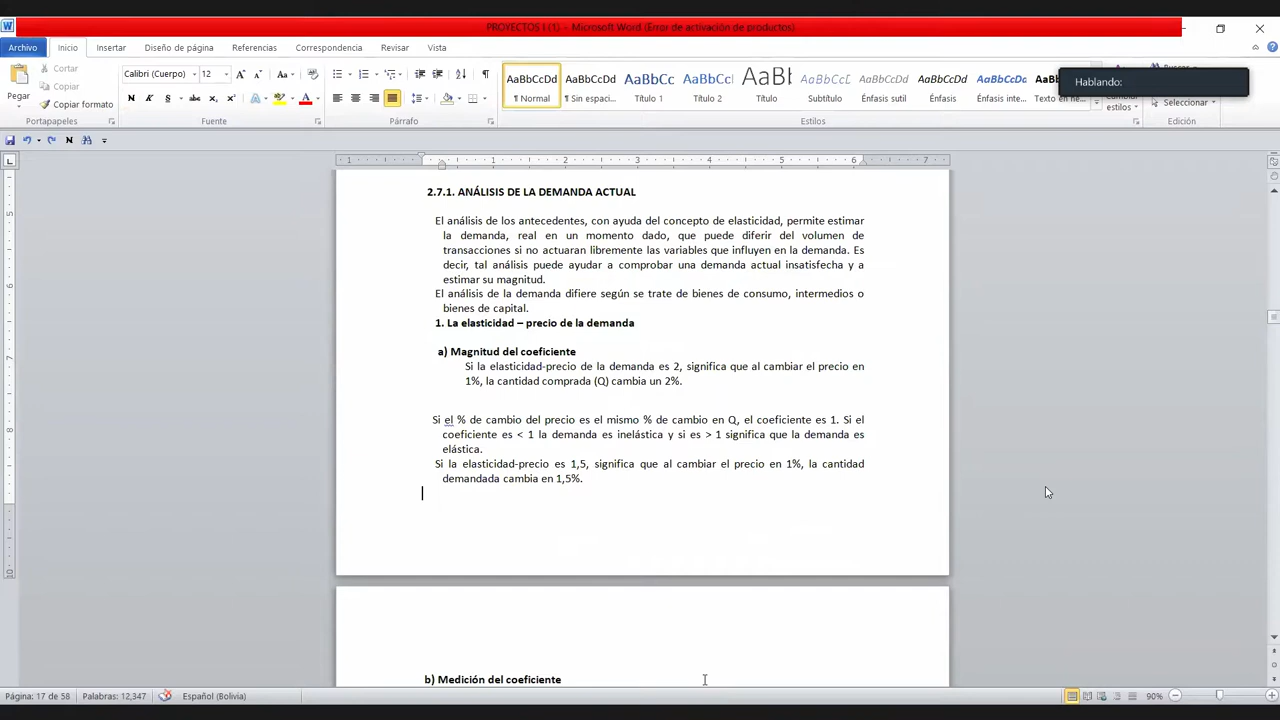 PROYECTOS I (1) - Microsoft Word (Error de activación de productos)
Archivo Inicio Insertar Diseño de página Referencias Correspondencia Revisar Vista
Pegar
Cortar
Copiar
Copiar formato
Portapapeles
Calibri (Cuerpo) 12
Fuente
Párrafo
AaBbCcDd AaBbCcDd AaBbCc AaBbCc AaBb AaBbCcDd AaBbCcDd AaBbCcDd AaBbCcDd
¶ Normal ¶ Sin espaci... Título 1 Título 2 Título Subtítulo Énfasis sutil Énfasis Énfasis inte...
Estilos
Hablando:
estilos
Seleccionar
Edición
1 1 2 3 4 5 6 7
2.7.1. ANÁLISIS DE LA DEMANDA ACTUAL
El análisis de los antecedentes, con ayuda del concepto de elasticidad, permite estimar
la demanda, real en un momento dado, que puede diferir del volumen de
transacciones si no actuaran libremente las variables que influyen en la demanda. Es
decir, tal análisis puede ayudar a comprobar una demanda actual insatisfecha y a
estimar su magnitud.
El análisis de la demanda difiere según se trate de bienes de consumo, intermedios o
bienes de capital.
1. La elasticidad – precio de la demanda
a) Magnitud del coeficiente
Si la elasticidad-precio de la demanda es 2, significa que al cambiar el precio en
1%, la cantidad comprada (Q) cambia un 2%.
Si el % de cambio del precio es el mismo % de cambio en Q, el coeficiente es 1. Si el
coeficiente es < 1 la demanda es inelástica y si es > 1 significa que la demanda es
elástica.
Si la elasticidad-precio es 1,5, significa que al cambiar el precio en 1%, la cantidad
demandada cambia en 1,5%.
b) Medición del coeficiente
Página: 17 de 58 Palabras: 12,347 Español (Bolivia) 90%